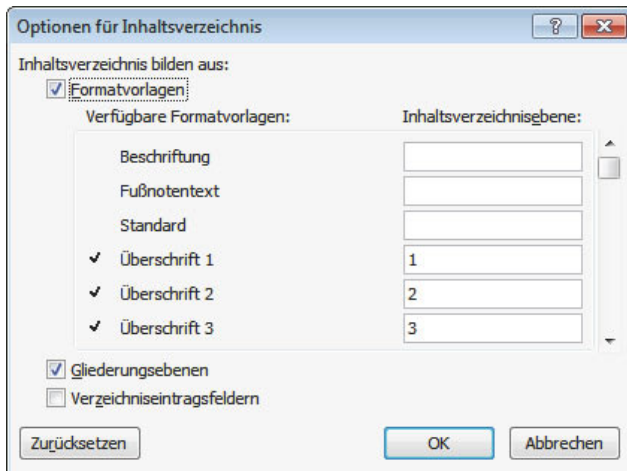 Optionen für Inhaltsverzeichnis
Inhaltsverzeichnis bilden aus:
Formatvorlagen
Verfügbare Formatvorlagen: Inhaltsverzeichnisebene:
Beschriftung
Fußnotentext
Standard
Überschrift 1 1
Überschrift 2 2
Überschrift 3 3
Gliederungsebenen
Verzeichniseintragsfeldern
Zurücksetzen OK Abbrechen